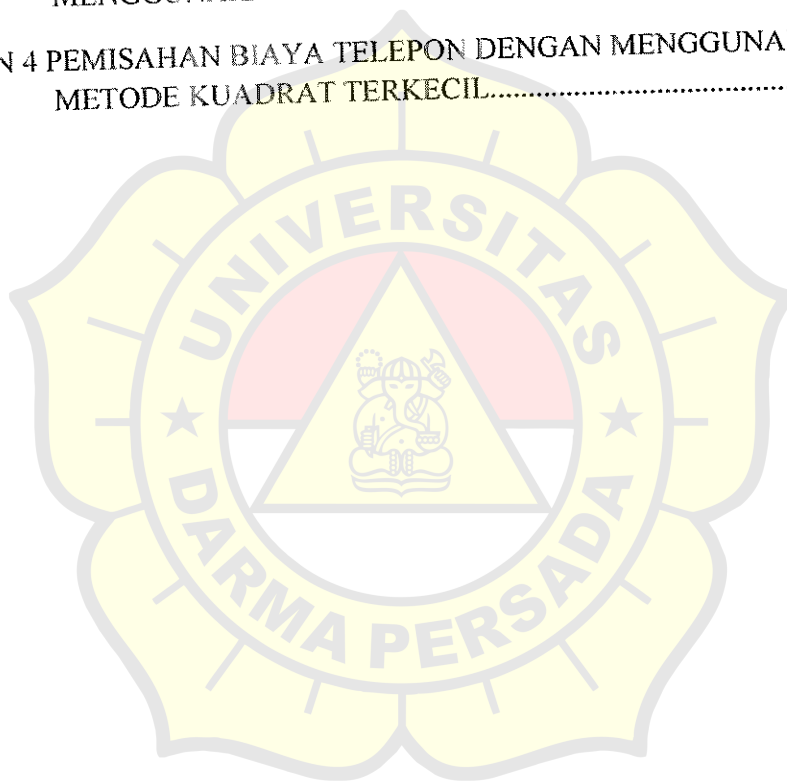 N 4 PEMISAHAN BIAYA TELEPON DENGAN MENGGUNA
METODE KUADRAT TERKECIL................................................
UNIVERSITAS
DARMA PERSADA